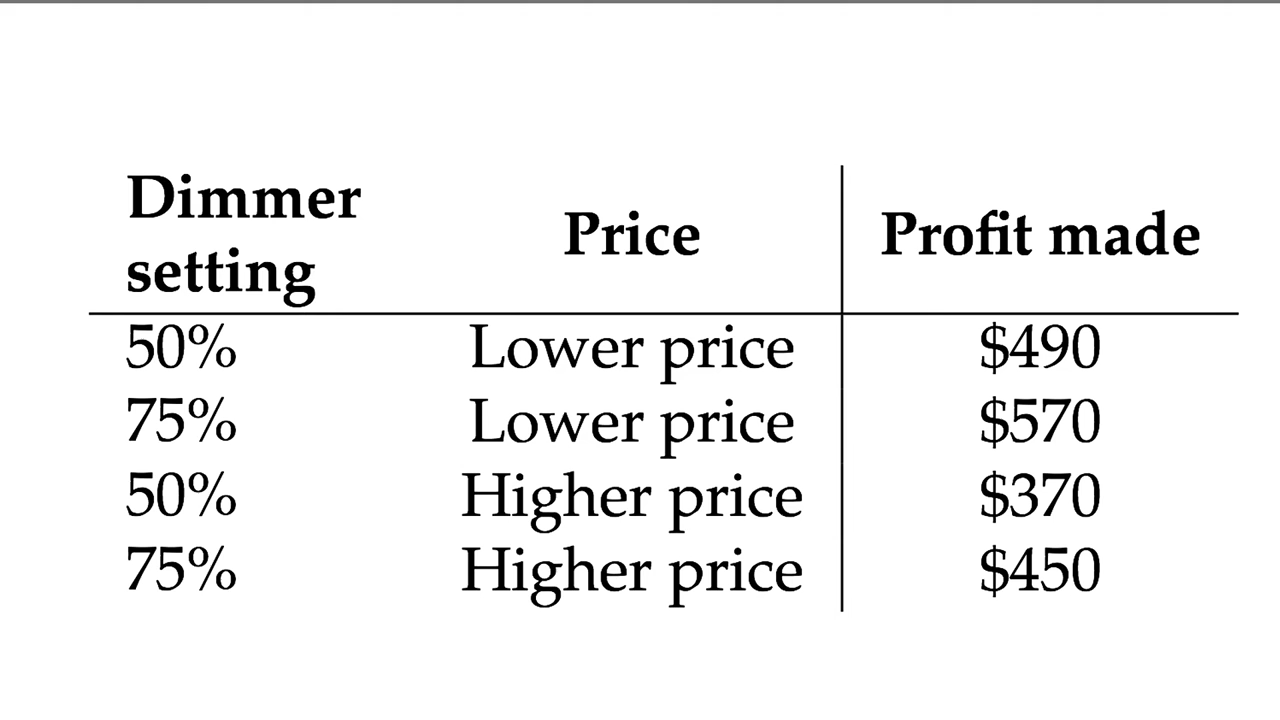 Dimmer setting Price Profit made
50% Lower price $490
75% Lower price $570
50% Higher price $370
75% Higher price $450